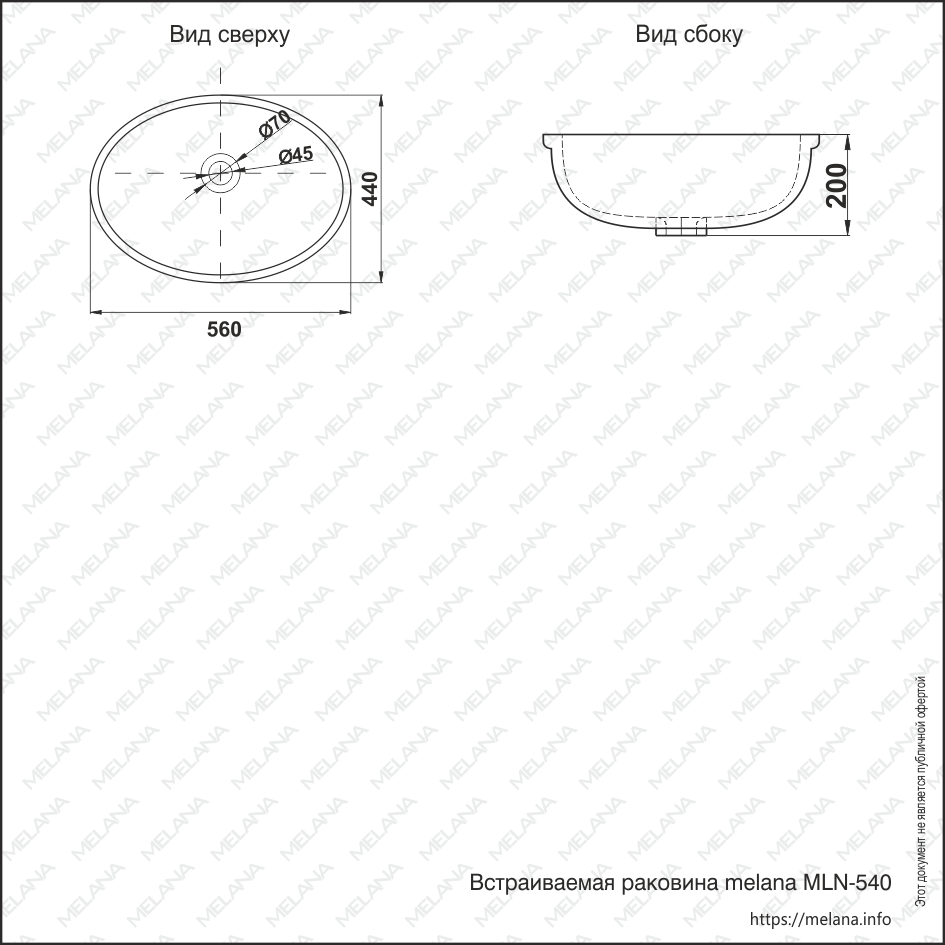 Вид сверху
Вид сбоку
Ø70
Ø45
440
200
560
Этот документ не является публичной офертой
Встраиваемая раковина melana MLN-540
https://melana.info
MELANA